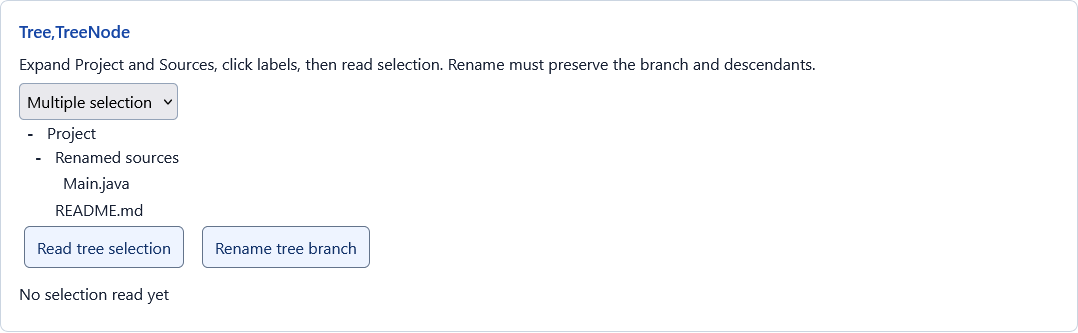 Tree,TreeNode
Expand Project and Sources, click labels, then read selection. Rename must preserve the branch and descendants.
Multiple selection
- Project
- Renamed sources
Main.java
README.md
Read tree selection Rename tree branch
No selection read yet